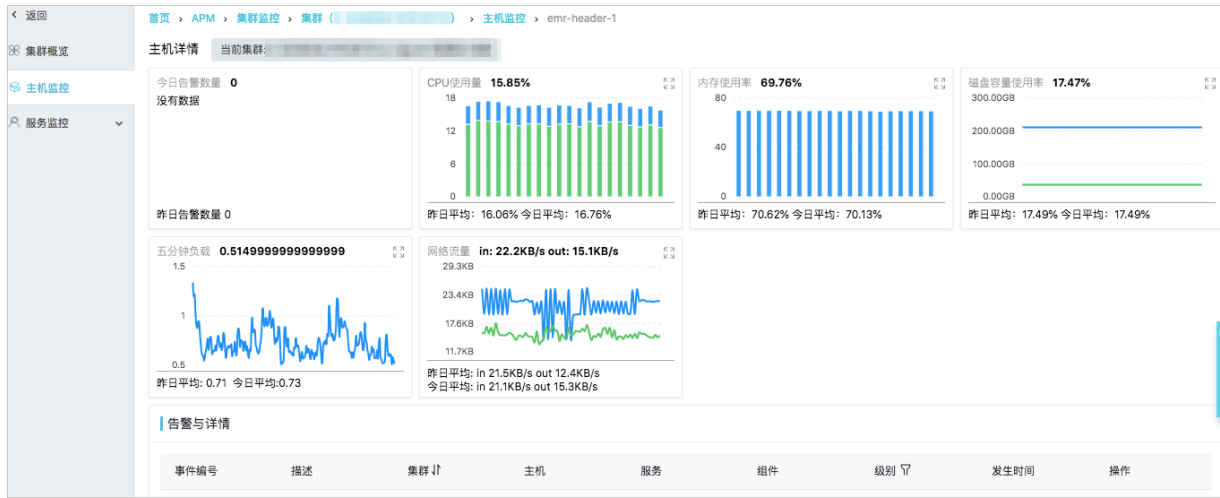 返回
首页 › APM › 集群监控 › 集群（ ） › 主机监控 › emr-header-1
集群概览
主机监控
服务监控
主机详情 当前集群:
今日告警数量 0
没有数据
昨日告警数量 0
CPU使用量 15.85%
18
12
6
0
昨日平均: 16.06% 今日平均: 16.76%
内存使用率 69.76%
80
40
0
昨日平均: 70.62% 今日平均: 70.13%
磁盘容量使用率 17.47%
300.00GB
200.00GB
100.00GB
0.00GB
昨日平均: 17.49% 今日平均: 17.49%
五分钟负载 0.5149999999999999
1.5
1
0.5
昨日平均: 0.71 今日平均:0.73
网络流量 in: 22.2KB/s out: 15.1KB/s
29.3KB
23.4KB
17.6KB
11.7KB
昨日平均: in 21.5KB/s out 12.4KB/s
今日平均: in 21.1KB/s out 15.3KB/s
告警与详情
事件编号 描述 集群 主机 服务 组件 级别 发生时间 操作